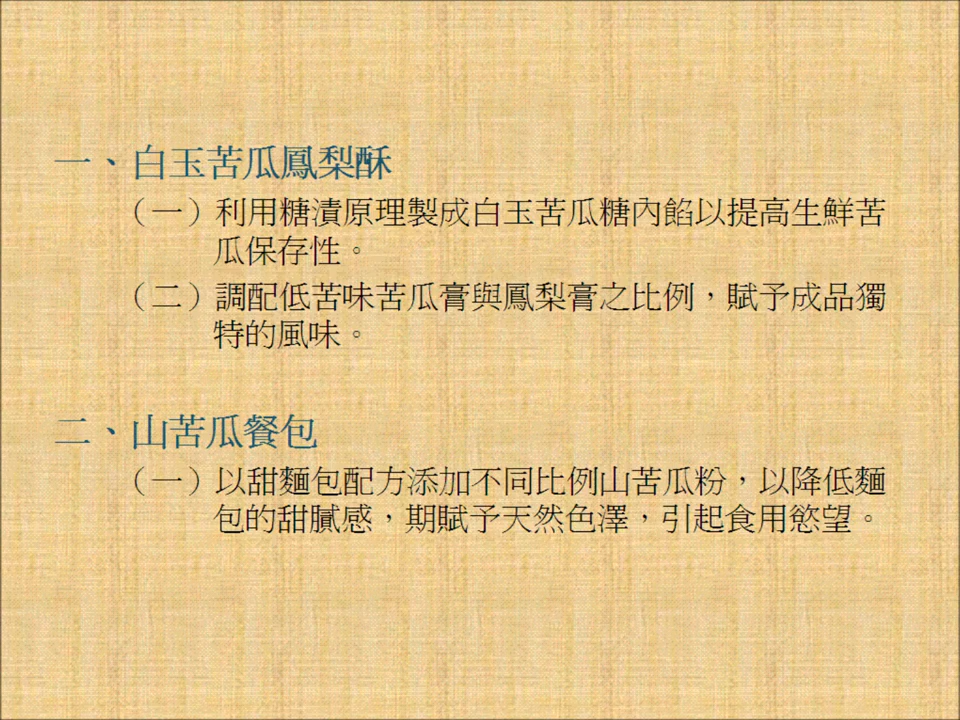 一、白玉苦瓜鳳梨酥
（一）利用糖漬原理製成白玉苦瓜糖內餡以提高生鮮苦
瓜保存性。
（二）調配低苦味苦瓜膏與鳳梨膏之比例，賦予成品獨
特的風味。
二、山苦瓜餐包
（一）以甜麵包配方添加不同比例山苦瓜粉，以降低麵
包的甜膩感，期賦予天然色澤，引起食用慾望。